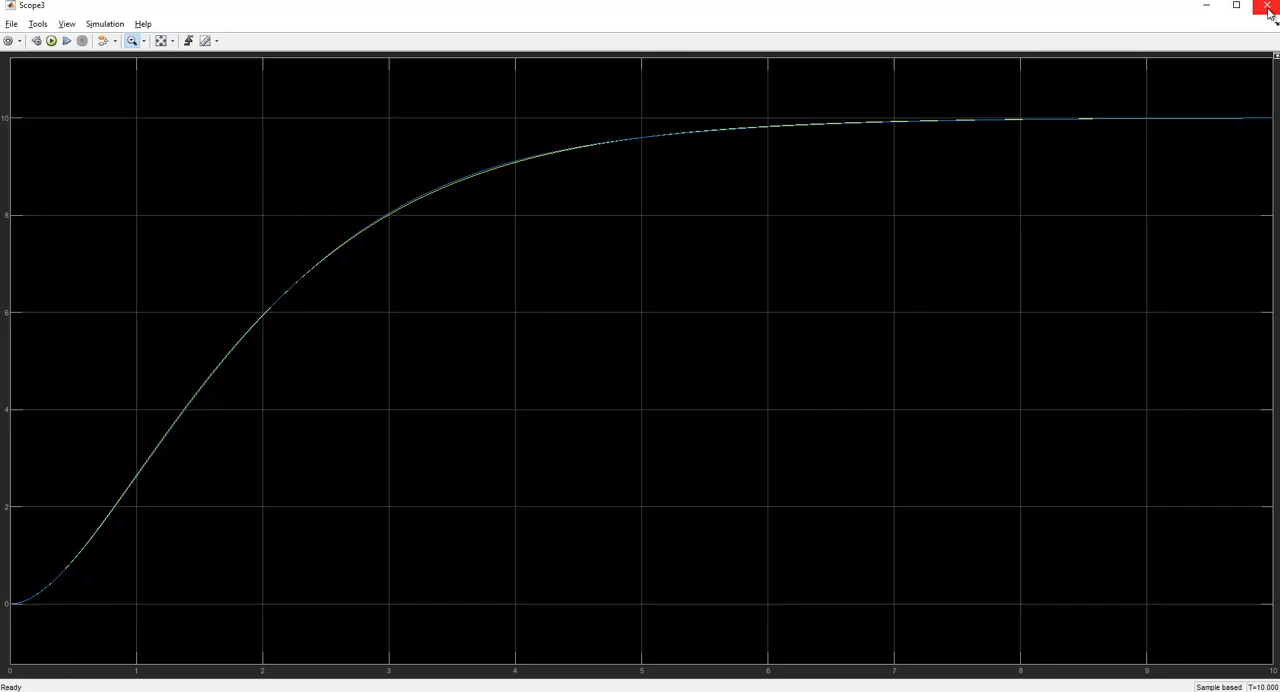 Scope3
File Tools View Simulation Help
10
8
6
4
2
0
0 1 2 3 4 5 6 7 8 9 10
Ready Sample based T=10.000